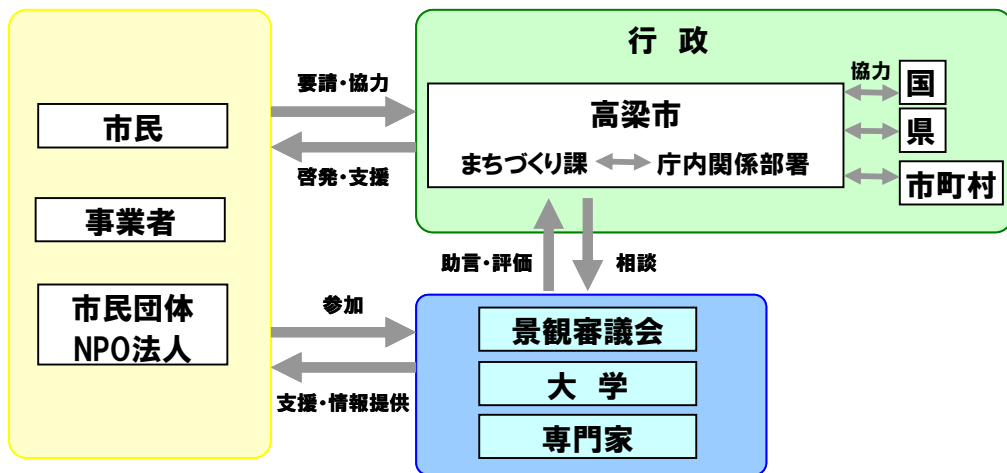 市民
事業者
市民団体
NPO法人
要請・協力
啓発・支援
参加
支援・情報提供
行 政
高梁市
まちづくり課
庁内関係部署
協力
国
県
市町村
助言・評価
相談
景観審議会
大 学
専門家